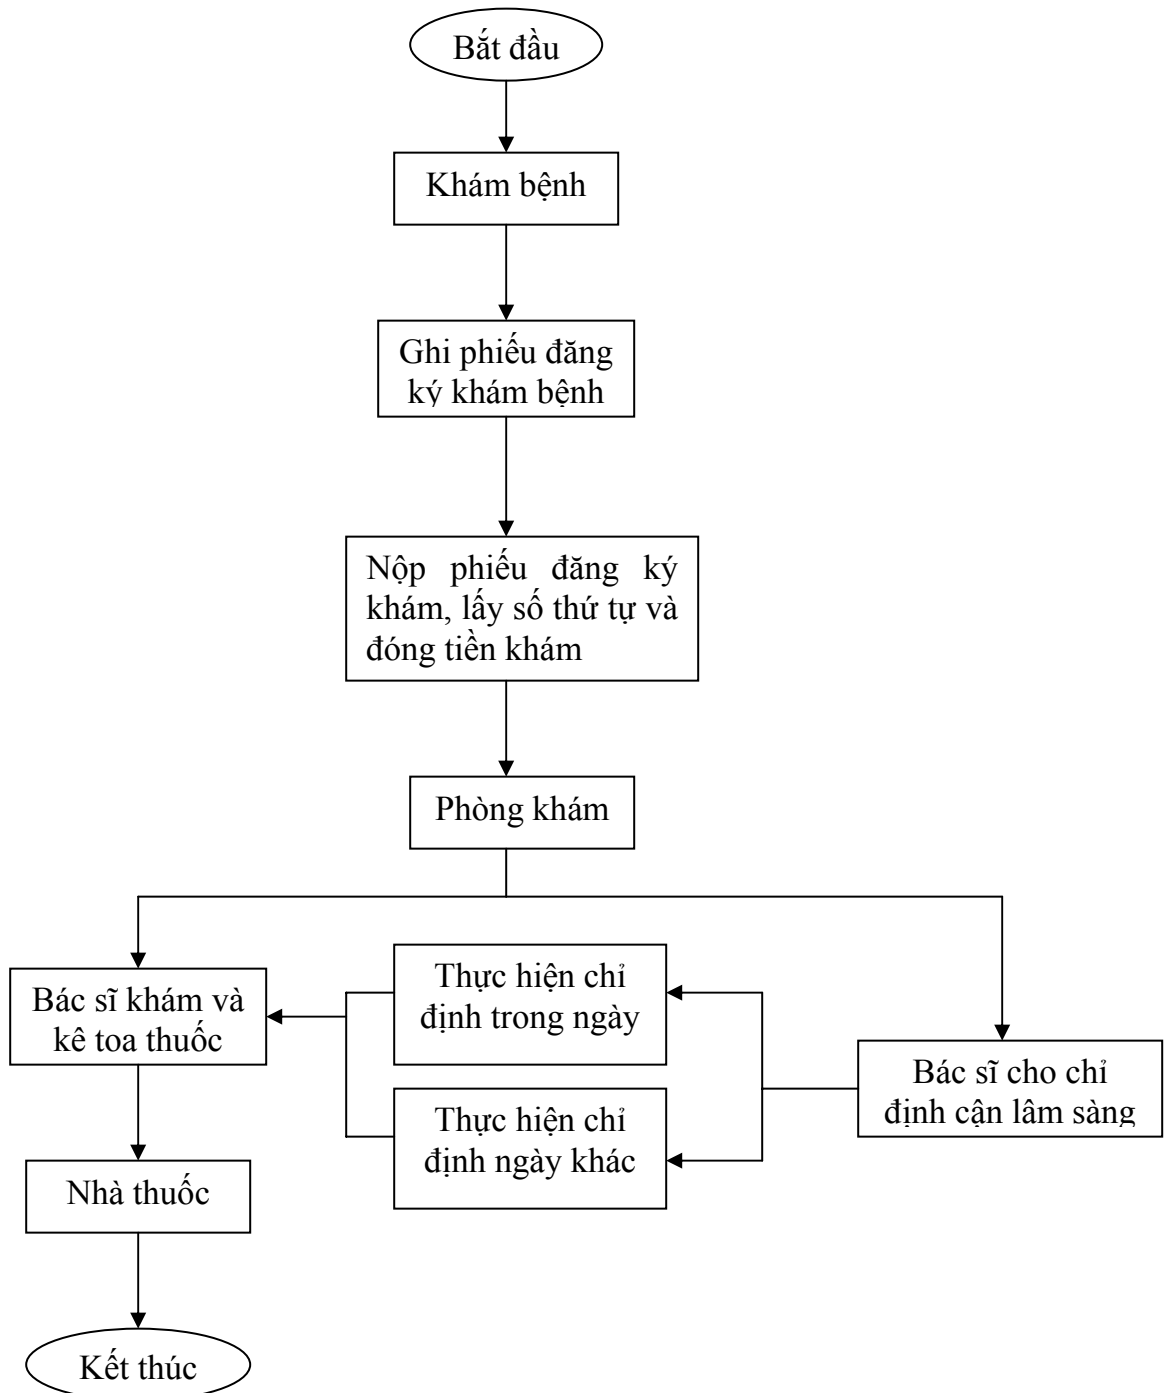 Bắt đầu
Khám bệnh
Ghi phiếu đăng
ký khám bệnh
Nộp phiếu đăng ký
khám, lấy số thứ tự và
đóng tiền khám
Phòng khám
Bác sĩ khám và
kê toa thuốc
Thực hiện chỉ
định trong ngày
Bác sĩ cho chỉ
định cận lâm sàng
Thực hiện chỉ
định ngày khác
Nhà thuốc
Kết thúc